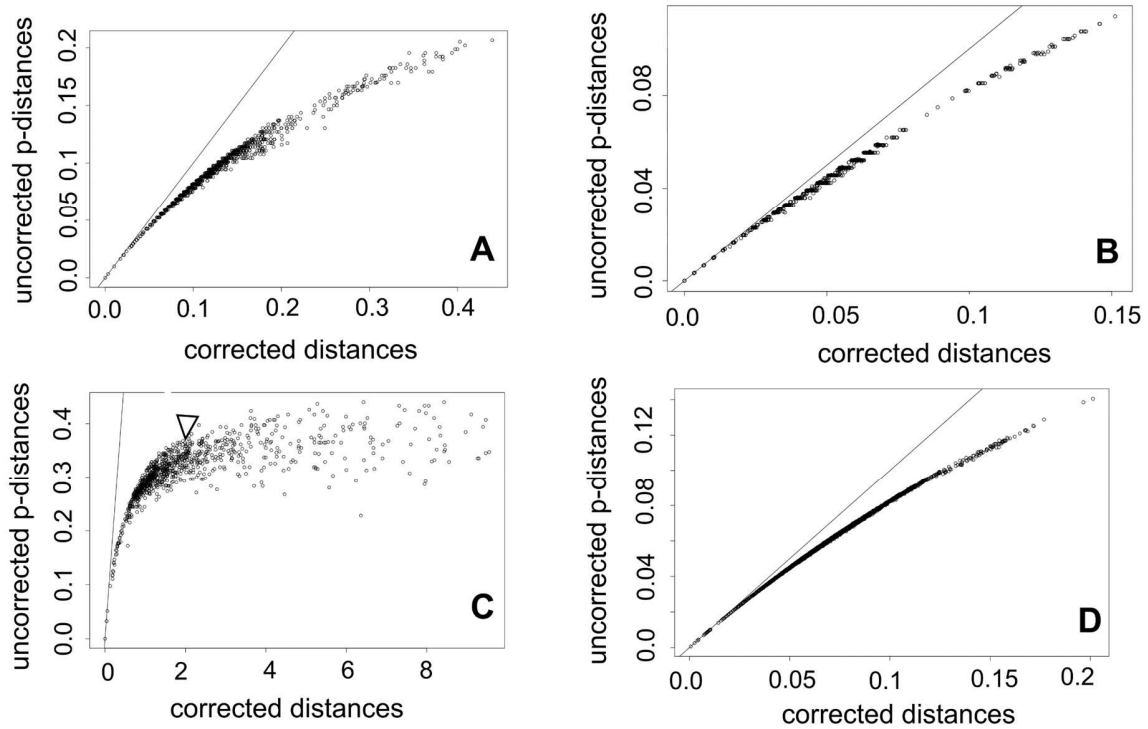 uncorrected p-distances
0.2
0.15
0.1
0.05
0.0
A
0.0 0.1 0.2 0.3 0.4
corrected distances
uncorrected p-distances
0.08
0.04
0.0
B
0.0 0.05 0.1 0.15
corrected distances
uncorrected p-distances
0.4
0.3
0.2
0.1
0.0
C
0 2 4 6 8
corrected distances
uncorrected p-distances
0.12
0.08
0.04
0.0
D
0.0 0.05 0.1 0.15 0.2
corrected distances